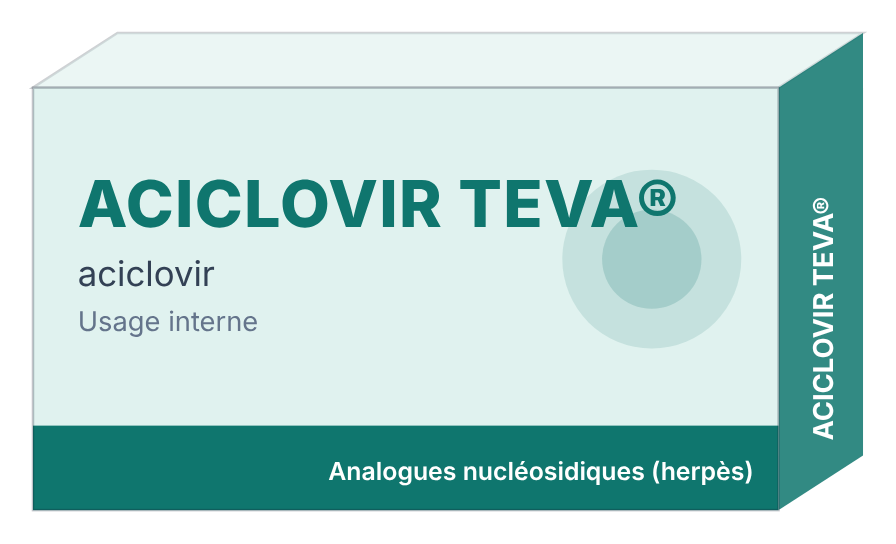 ACICLOVIR TEVA®
aciclovir
Usage interne
Analogues nucléosidiques (herpès)
ACICLOVIR TEVA®